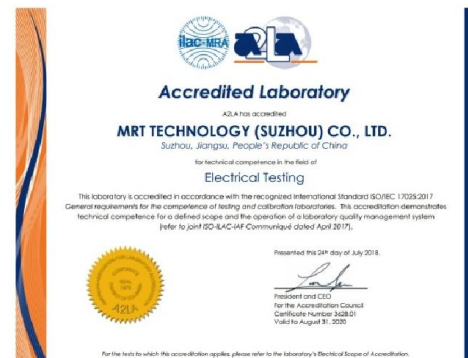 ilac-MRA
A2LA
Accredited Laboratory
A2LA has accredited
MRT TECHNOLOGY (SUZHOU) CO., LTD.
Suzhou, Jiangsu, People's Republic of China
for technical competence in the field of
Electrical Testing
This laboratory is accredited in accordance with the recognized International Standard ISO/IEC 17025:2017
General requirements for the competence of testing and calibration laboratories. This accreditation demonstrates
technical competence for a defined scope and the operation of a laboratory quality management system
(refer to joint ISO-ILAC-IAF Communiqué dated April 2017).
Presented this 24th day of July 2018.
President and CEO
For the Accreditation Council
Certificate Number 3628.01
Valid to August 31, 2020
CORPORATE
SEAL
1978
A2LA
For the tests to which this accreditation applies, please refer to the laboratory's Electrical Scope of Accreditation.